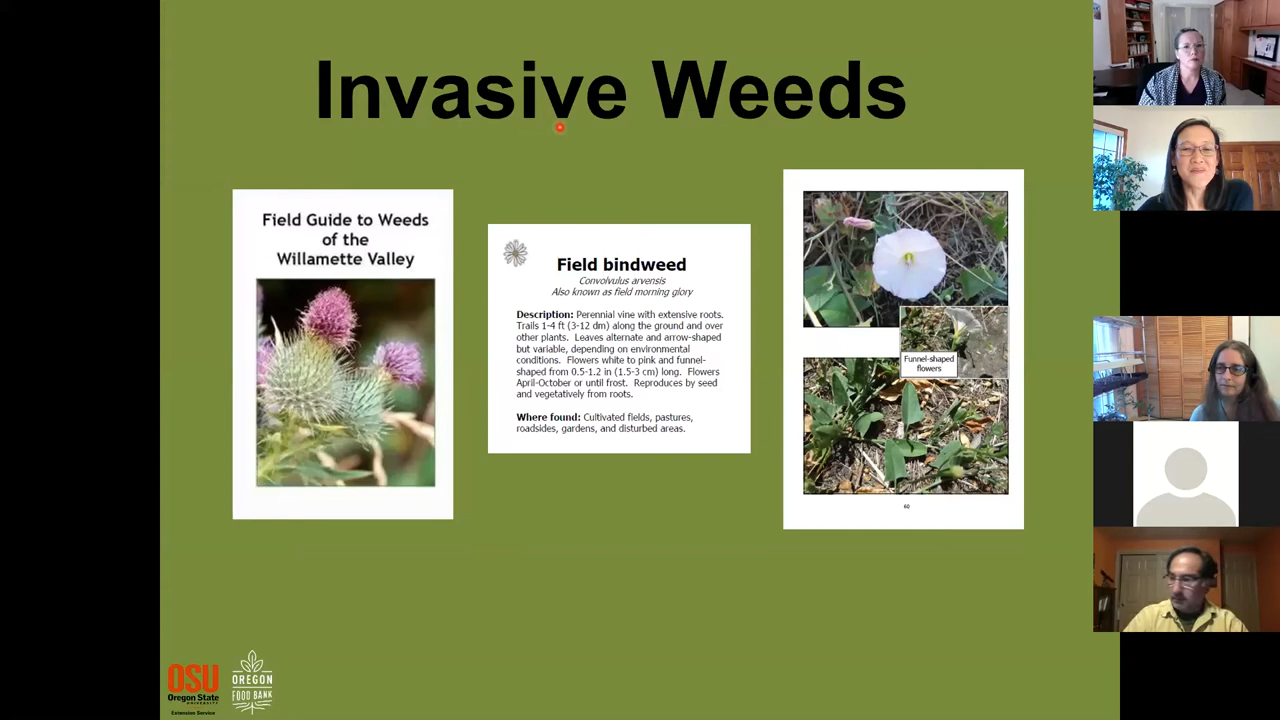 Invasive Weeds
Field Guide to Weeds
of the
Willamette Valley
Field bindweed
Convolvulus arvensis
Also known as field morning glory
Description: Perennial vine with extensive roots.
Trails 1-4 ft (3-12 dm) along the ground and over
other plants. Leaves alternate and arrow-shaped
but variable, depending on environmental
conditions. Flowers white to pink and funnel-
shaped from 0.5-1.2 in (1.5-3 cm) long. Flowers
April-October or until frost. Reproduces by seed
and vegetatively from roots.
Where found: Cultivated fields, pastures,
roadsides, gardens, and disturbed areas.
Funnel-shaped
flowers
60
OSU
Oregon State
UNIVERSITY
Extension Service
OREGON
FOOD BANK